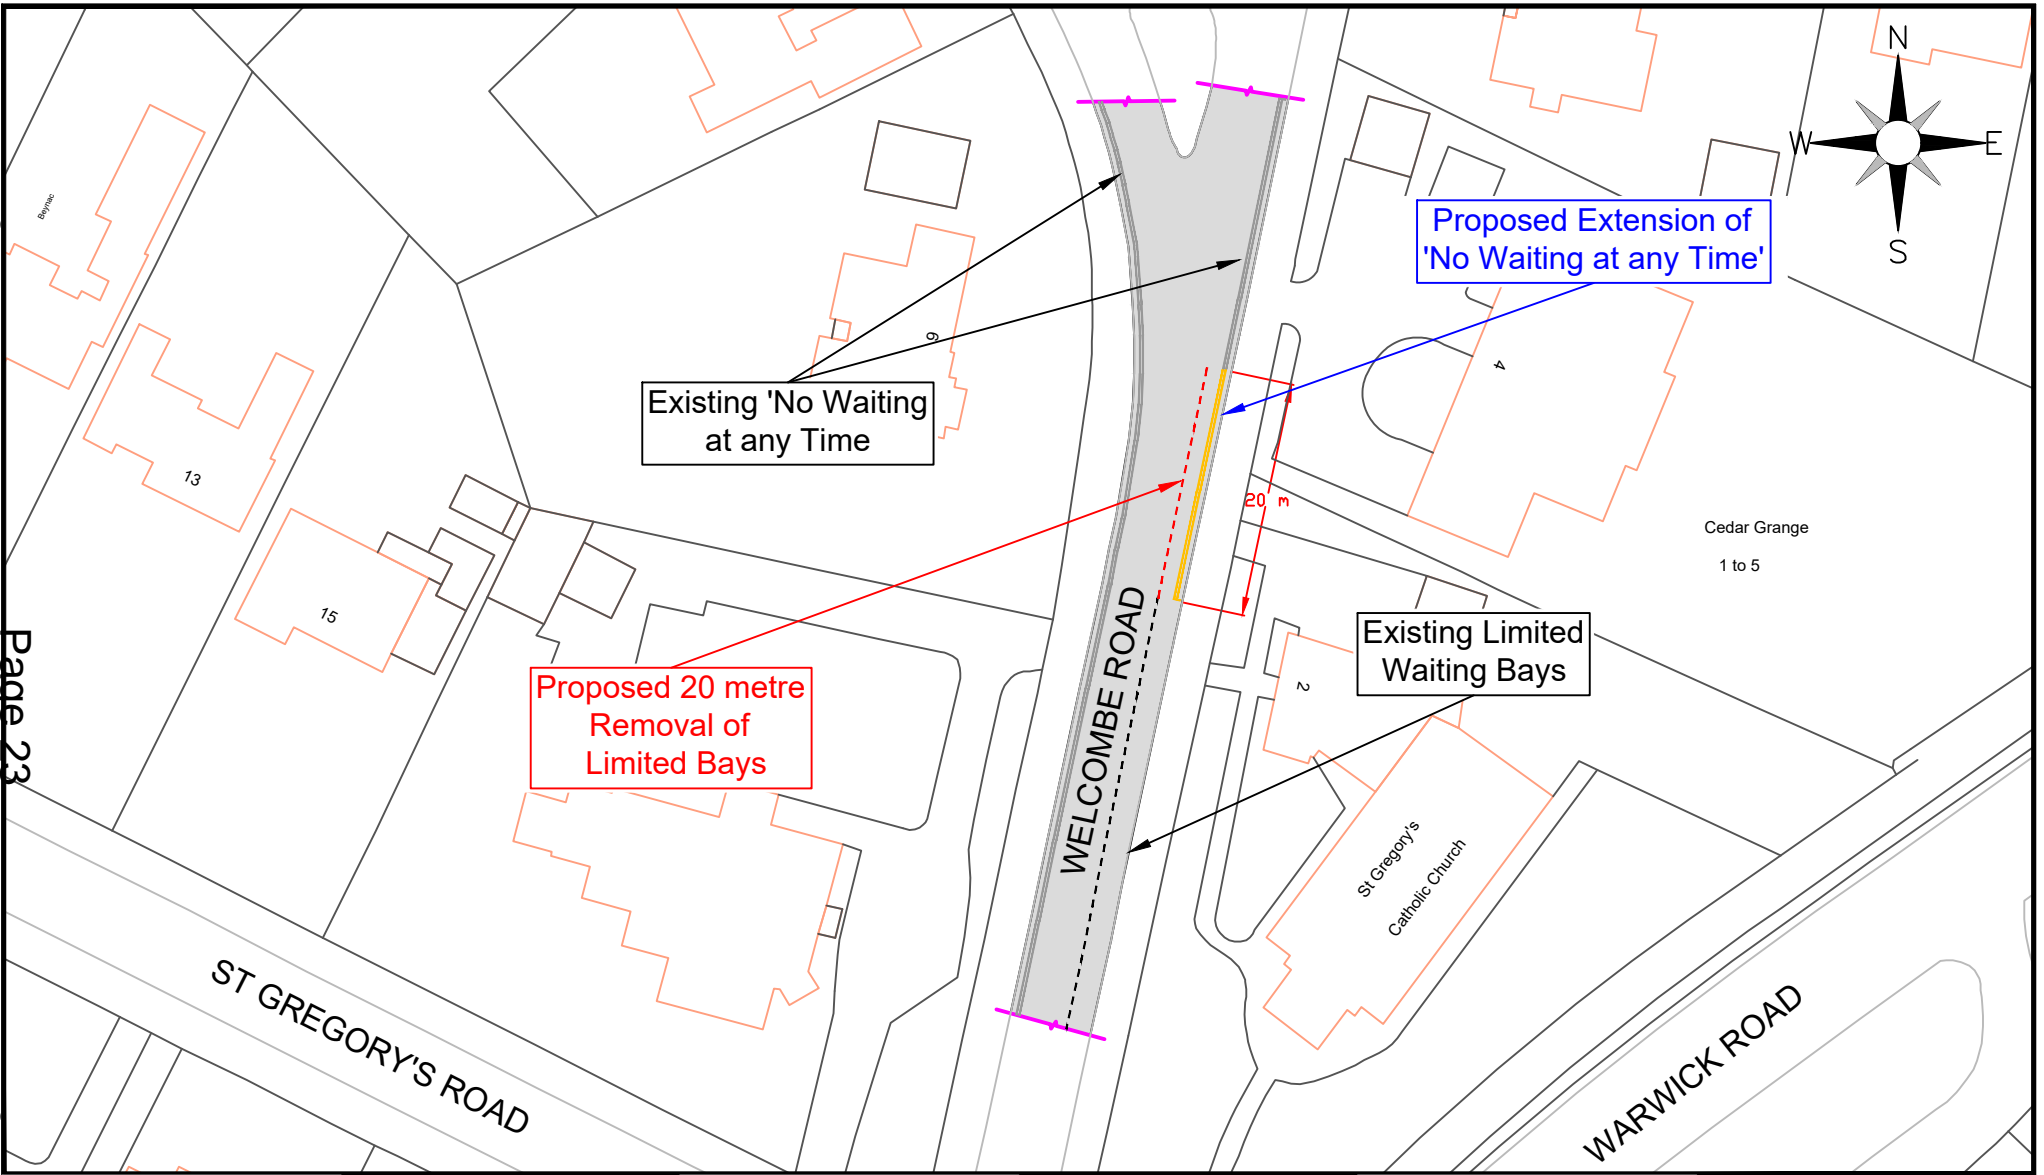 N
W
E
S
Beynac
Proposed Extension of
'No Waiting at any Time'
6
4
Existing 'No Waiting
at any Time
13
20 m
Cedar Grange
1 to 5
15
Existing Limited
Waiting Bays
Proposed 20 metre
Removal of
Limited Bays
2
WELCOMBE ROAD
St Gregory's
Catholic Church
Page 23
ST GREGORY'S ROAD
WARWICK ROAD